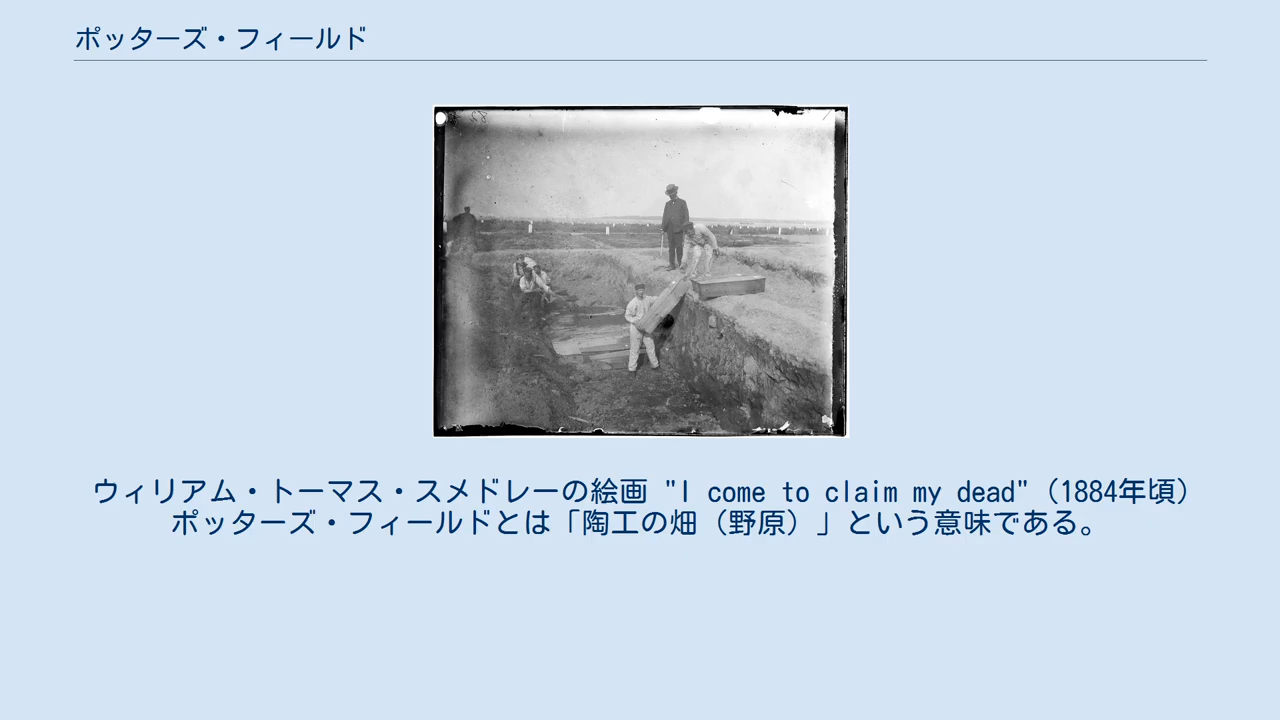 ポッターズ・フィールド
ウィリアム・トーマス・スメドレーの絵画 "I come to claim my dead"（1884年頃）
ポッターズ・フィールドとは「陶工の畑（野原）」という意味である。